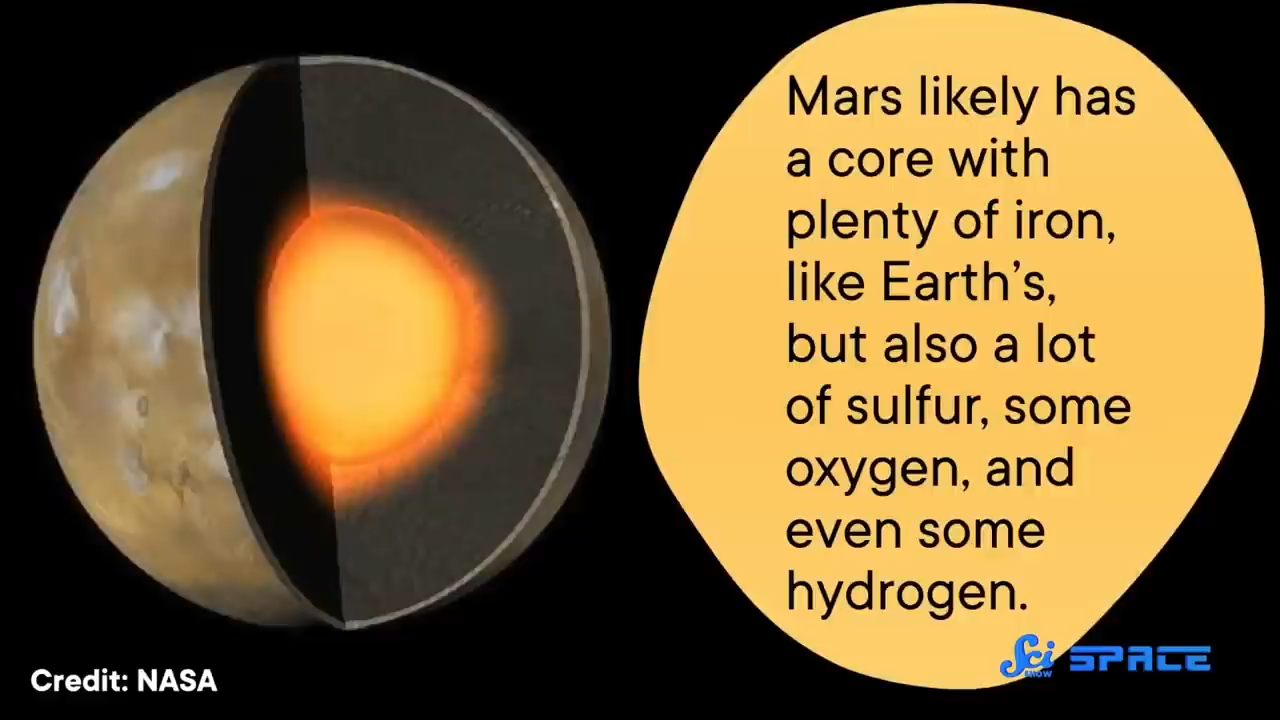 Mars likely has
a core with
plenty of iron,
like Earth’s,
but also a lot
of sulfur, some
oxygen, and
even some
hydrogen.
Sci SHOW SPACE
Credit: NASA